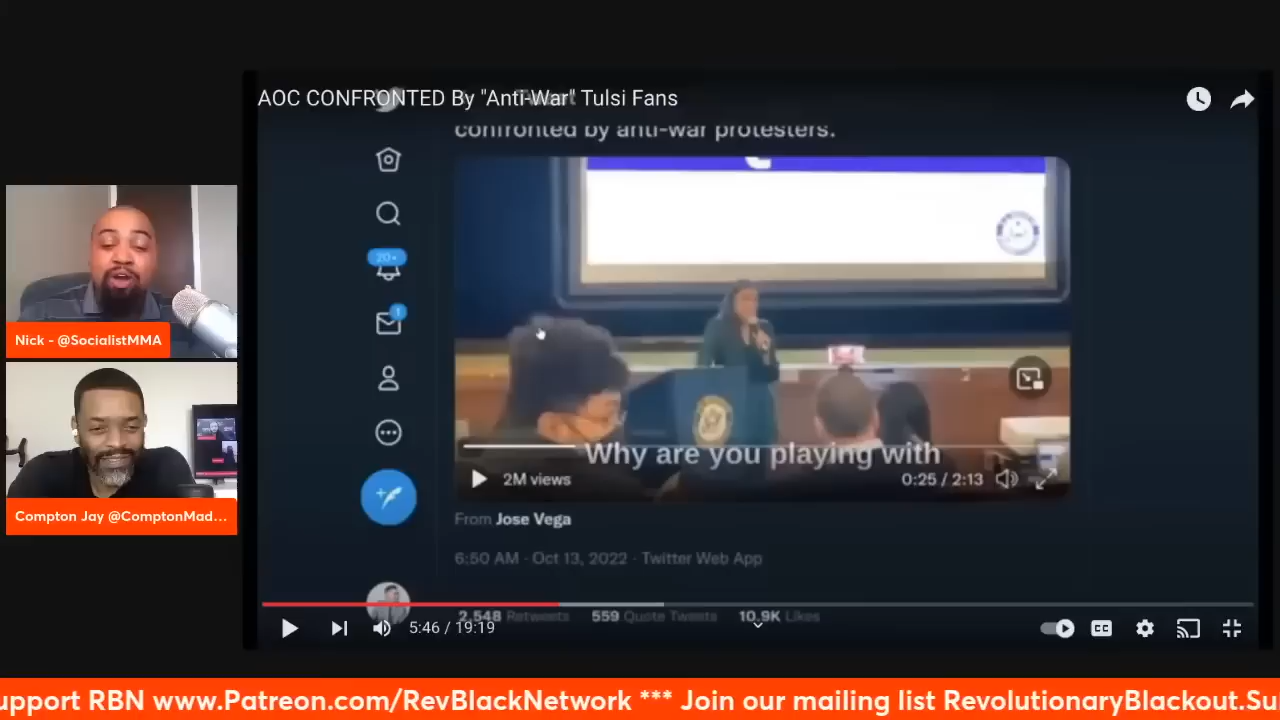 AOC CONFRONTED By "Anti-War" Tulsi Fans
confronted by anti-war protesters.
20+
1
Why are you playing with
2M views
0:25 / 2:13
From Jose Vega
6:50 AM · Oct 13, 2022 · Twitter Web App
2,548 Retweets 559 Quote Tweets 10.9K Likes
5:46 / 19:19
CC
Nick - @SocialistMMA
Compton Jay @ComptonMad...
upport RBN www.Patreon.com/RevBlackNetwork *** Join our mailing list RevolutionaryBlackout.Su